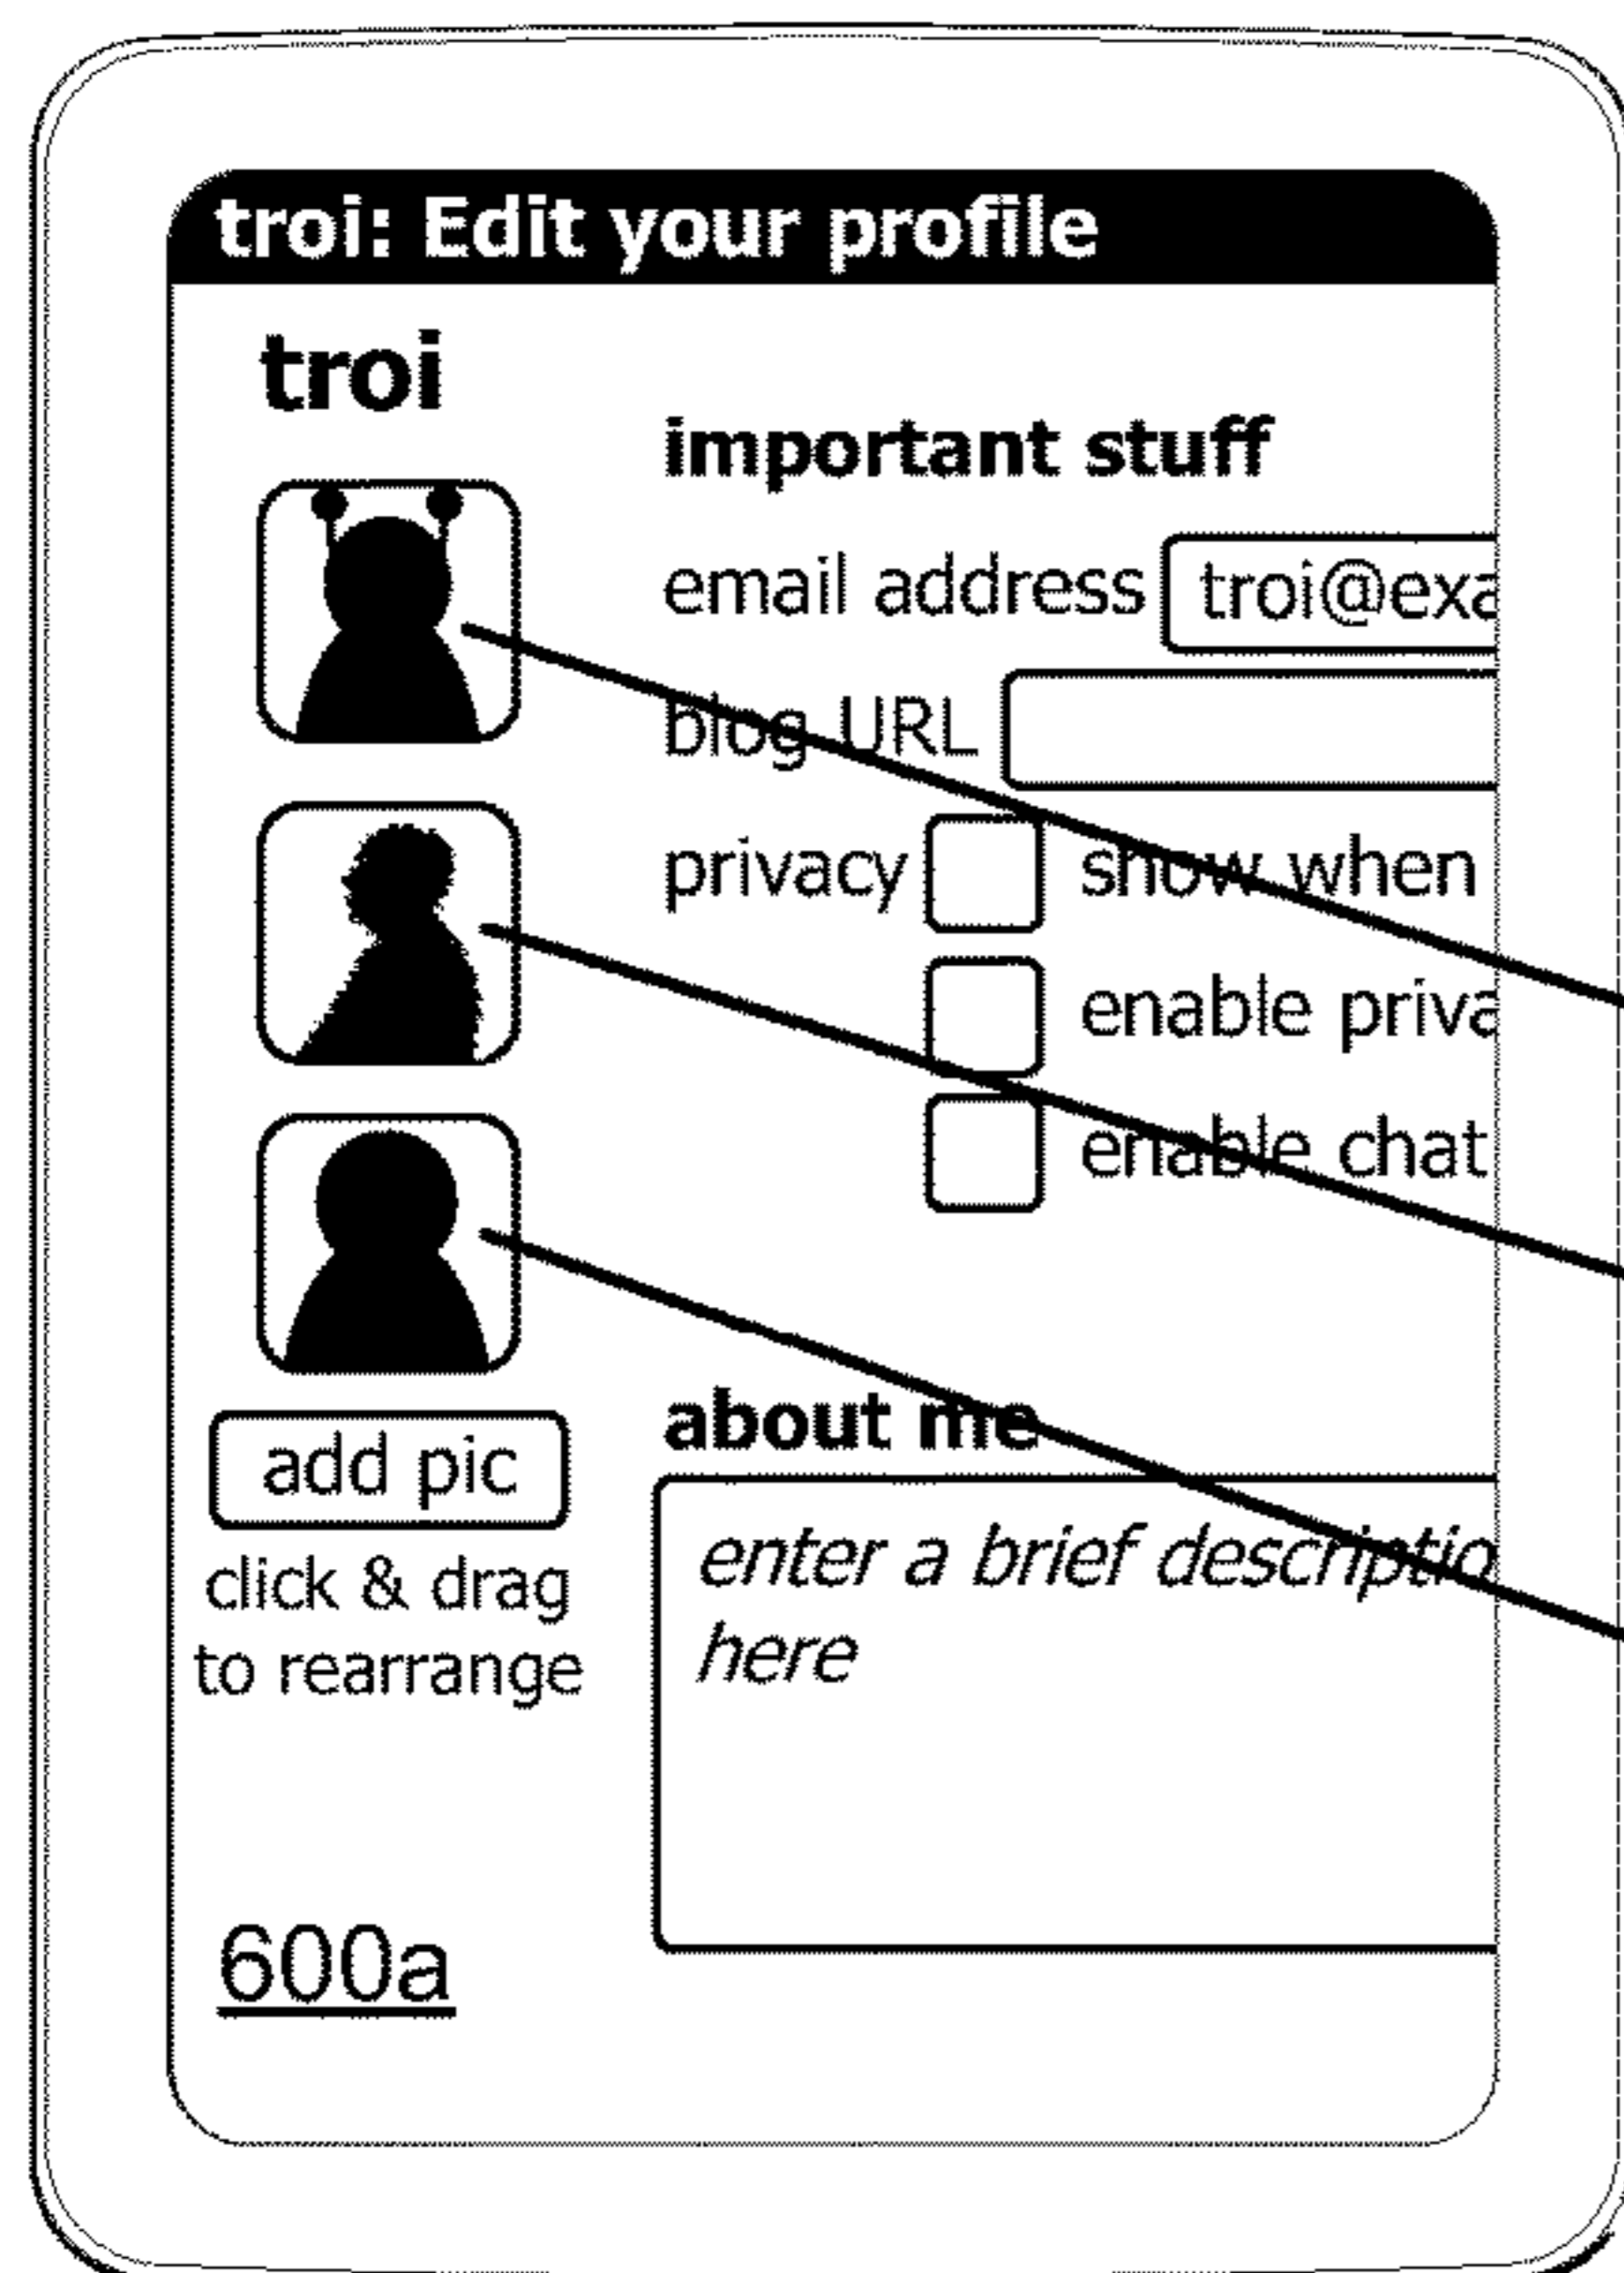 troi: Edit your profile
troi
important stuff
email address troi@exa
blog URL
privacy show when
enable priva
enable chat
add pic
click & drag
to rearrange
about me
enter a brief descriptio
here
600a